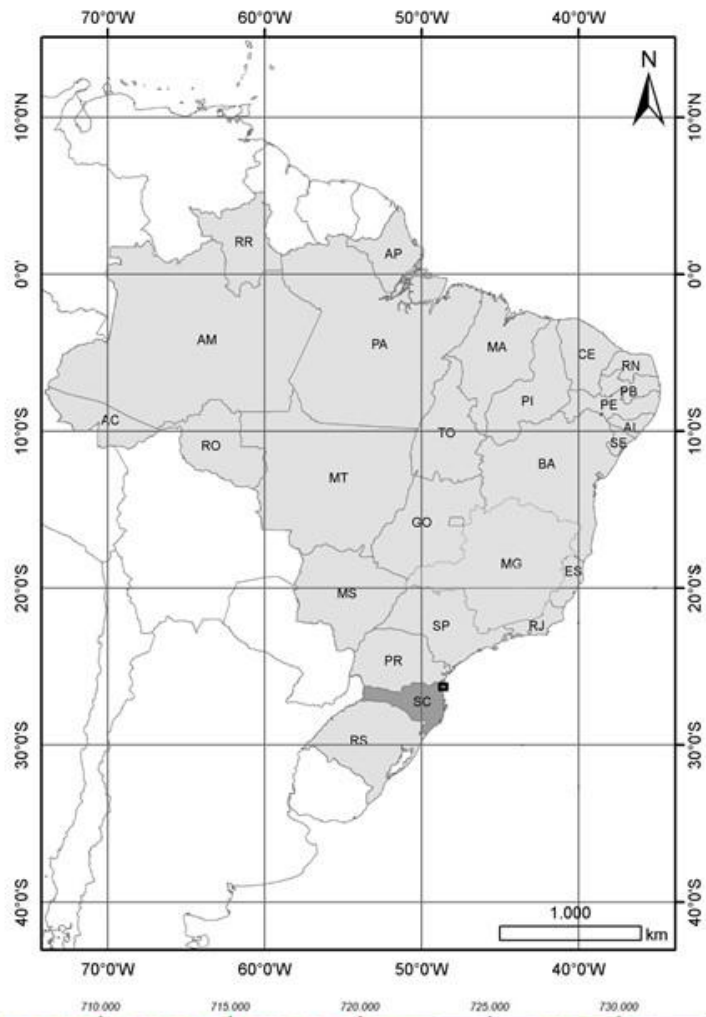 70°0'W 60°0'W 50°0'W 40°0'W
N
10°0'N 10°0'N
RR
AP
0°0' 0°0'
AM
PA
MA
CE
RN
PB
PI
PE
AC
AL
10°0'S 10°0'S
TO
SE
RO
BA
MT
GO
MG
ES
20°0'S 20°0'S
MS
SP
RJ
PR
SC
RS
30°0'S 30°0'S
40°0'S 40°0'S
1.000
km
70°0'W 60°0'W 50°0'W 40°0'W
710.000 715.000 720.000 725.000 730.000